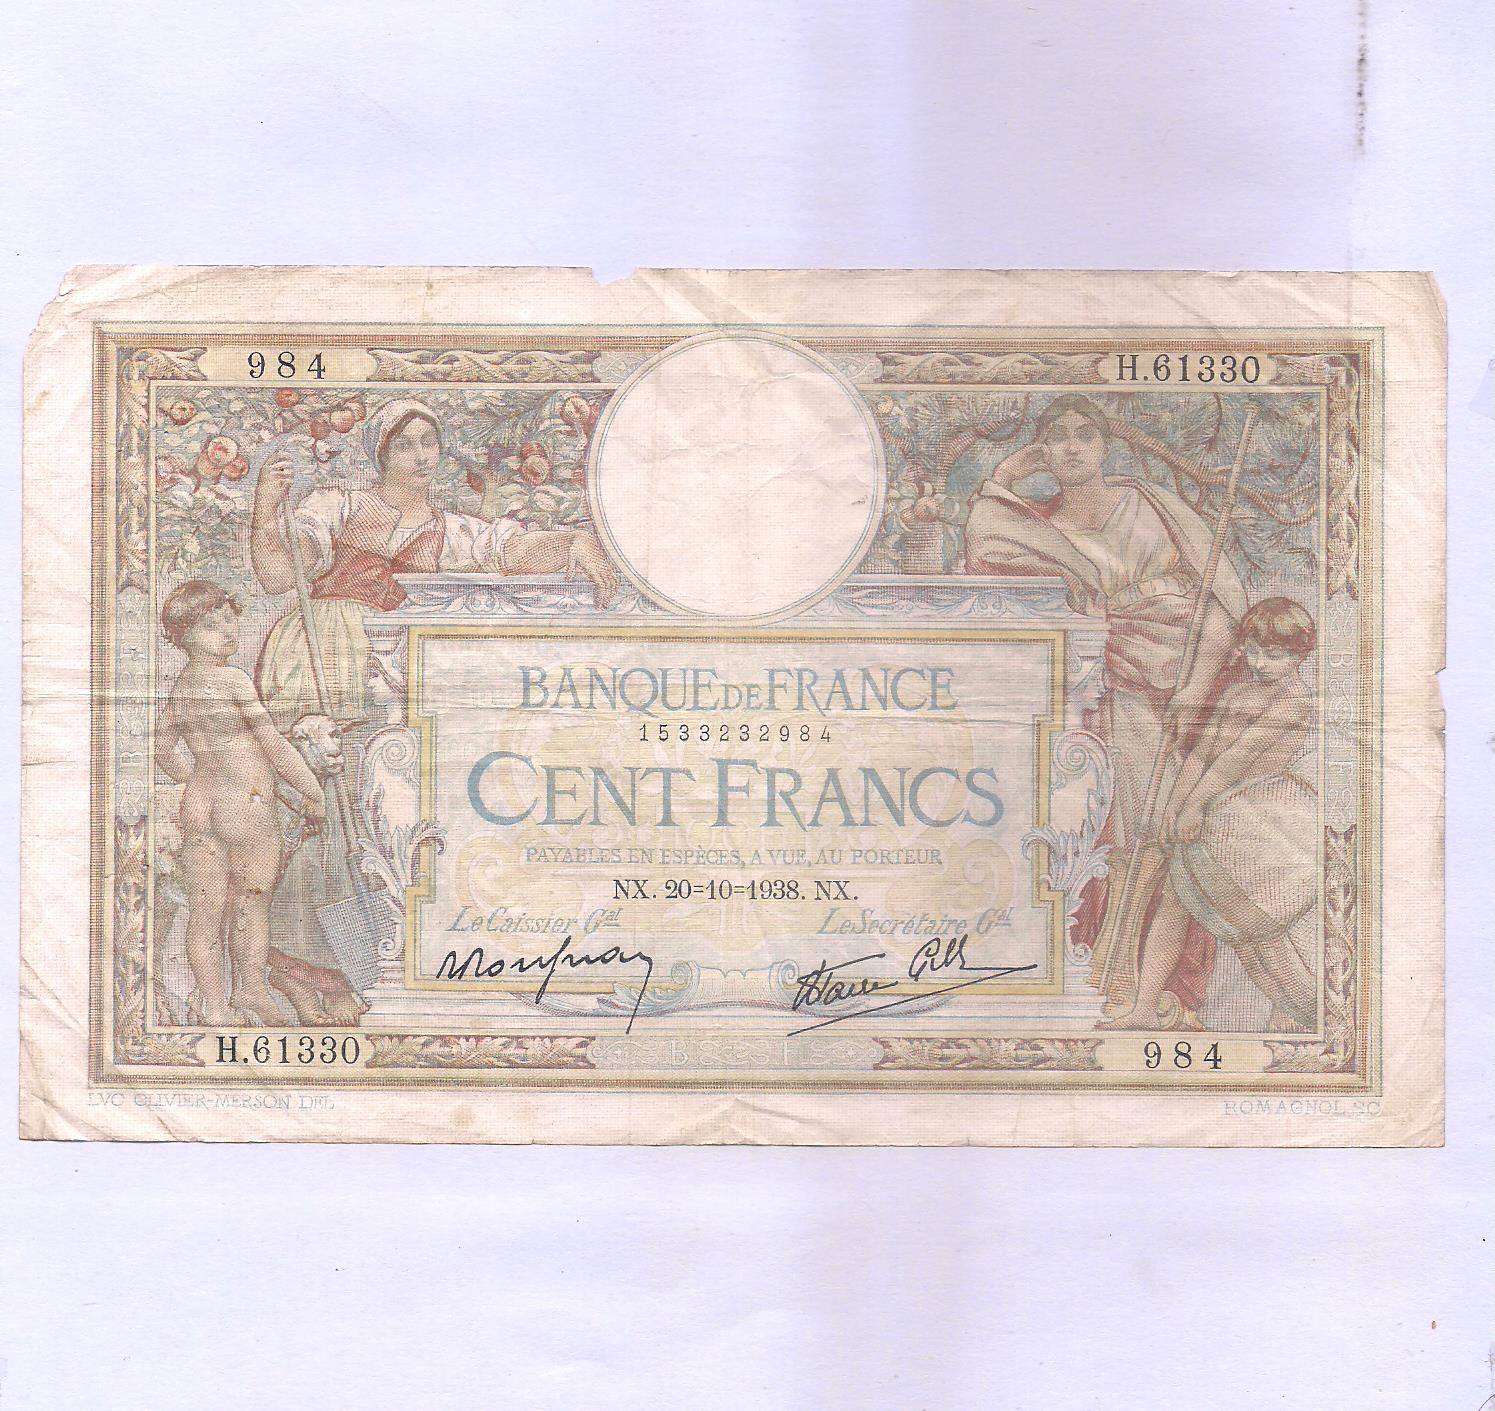 984
H.61330
BANQUE DE FRANCE
1533232984
CENT FRANCS
PAYABLES EN ESPÈCES, A VUE, AU PORTEUR
NX. 20=10=1938. NX.
Le Caissier Gal
Le Secrétaire Gal
H.61330
B F
984
LVC OLIVIER-MERSON DEL
ROMAGNOL SC